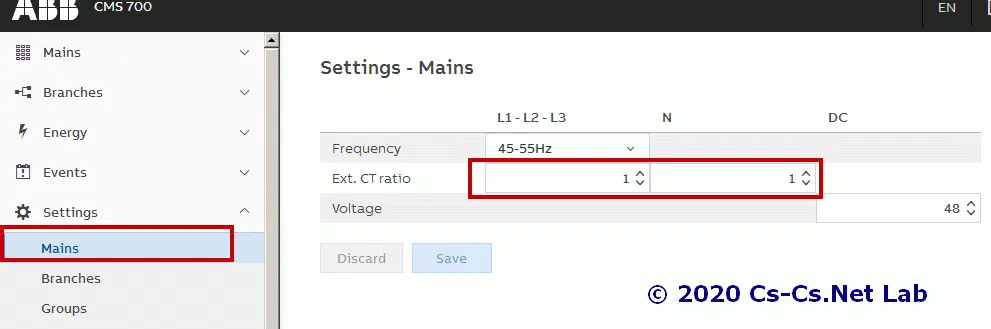 ABB CMS 700 EN
Mains
Branches
Energy
Events
Settings
Mains
Branches
Groups
Settings - Mains
L1 - L2 - L3 N DC
Frequency 45-55Hz
Ext. CT ratio 1 1
Voltage 48
Discard Save
© 2020 Cs-Cs.Net Lab